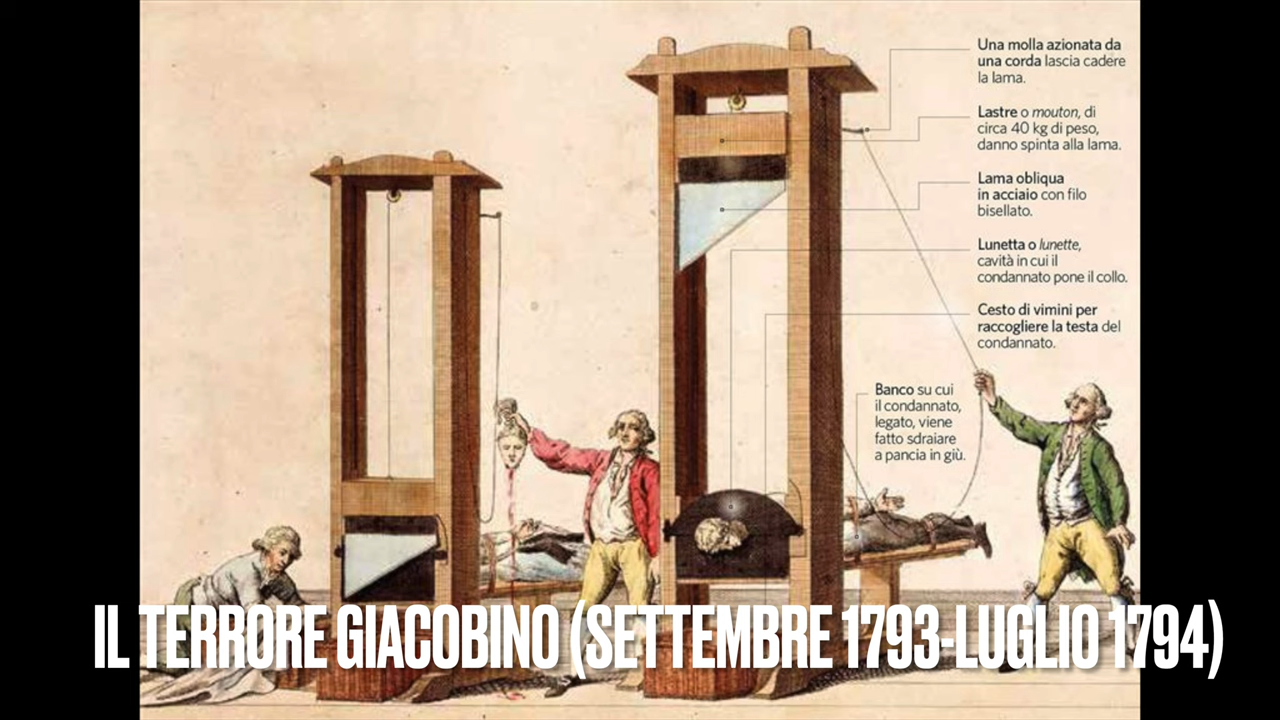 Una molla azionata da
una corda lascia cadere
la lama.
Lastre o mouton, di
circa 40 kg di peso,
danno spinta alla lama.
Lama obliqua
in acciaio con filo
bisellato.
Lunetta o lunette,
cavità in cui il
condannato pone il collo.
Cesto di vimini per
raccogliere la testa del
condannato.
Banco su cui
il condannato,
legato, viene
fatto sdraiare
a pancia in giù.
IL TERRORE GIACOBINO (SETTEMBRE 1793-LUGLIO 1794)